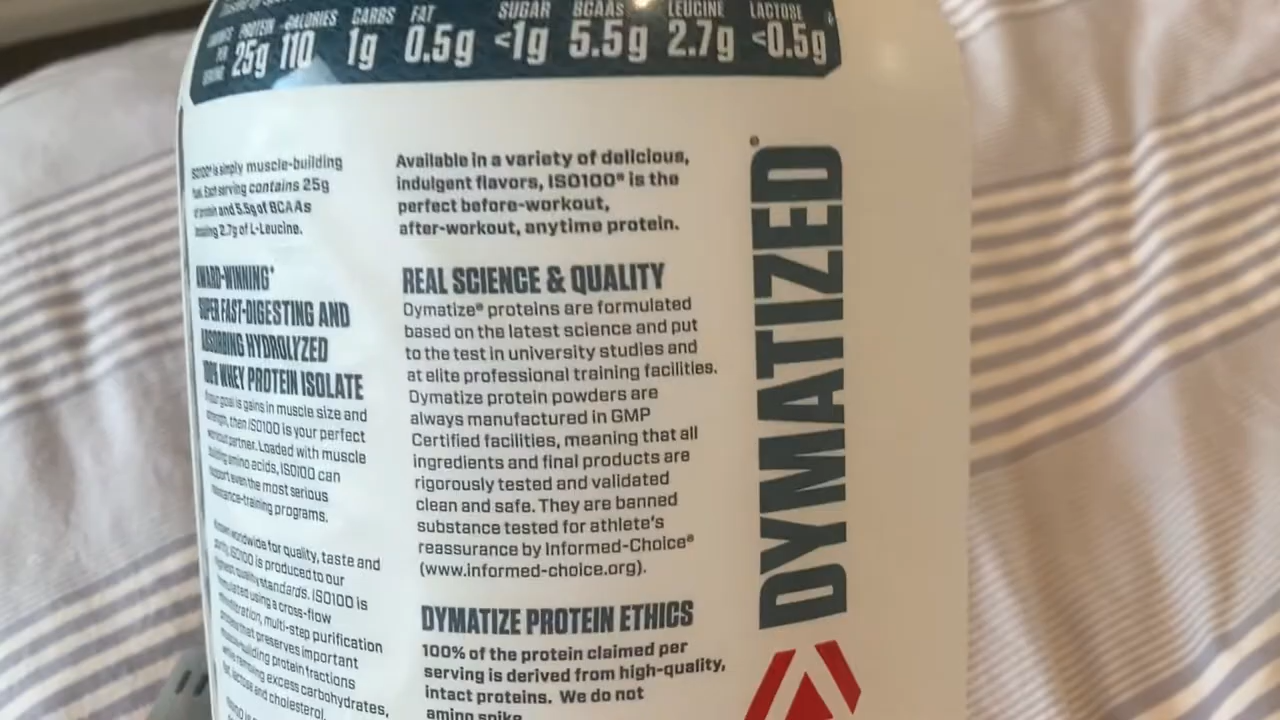 PROTEIN CALORIES CARBS FAT SUGAR BCAAS LEUCINE LACTOSE
25g 110 1g 0.5g <1g 5.5g 2.7g <0.5g
ISO100® is simply muscle-building
fuel. Each serving contains 25g
of protein and 5.5g of BCAAs
2.7g of L-Leucine.
AWARD-WINNING*
SUPER FAST-DIGESTING AND
ABSORBING HYDROLYZED
100% WHEY PROTEIN ISOLATE
If your goal is gains in muscle size and
strength, then ISO100 is your perfect
workout partner. Loaded with muscle
building amino acids, ISO100 can
support even the most serious
resistance-training programs.
worldwide for quality, taste and
purity, ISO100 is produced to our
highest quality standards. ISO100 is
formulated using a cross-flow
microfiltration, multi-step purification
process that preserves important
muscle-building protein fractions
while removing excess carbohydrates,
fat, lactose and cholesterol.
Available in a variety of delicious,
indulgent flavors, ISO100® is the
perfect before-workout,
after-workout, anytime protein.
REAL SCIENCE & QUALITY
Dymatize® proteins are formulated
based on the latest science and put
to the test in university studies and
at elite professional training facilities.
Dymatize protein powders are
always manufactured in GMP
Certified facilities, meaning that all
ingredients and final products are
rigorously tested and validated
clean and safe. They are banned
substance tested for athlete's
reassurance by Informed-Choice®
(www.informed-choice.org).
DYMATIZE PROTEIN ETHICS
100% of the protein claimed per
serving is derived from high-quality,
intact proteins. We do not
amino spike
DYMATIZED®